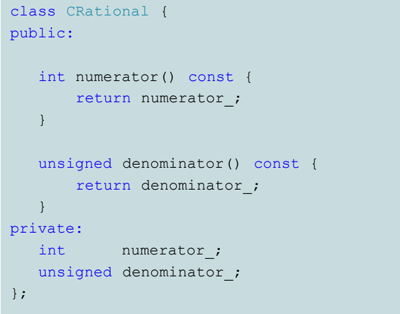 class CRational {
public:
int numerator() const {
return numerator_;
}
unsigned denominator() const {
return denominator_;
}
private:
int numerator_;
unsigned denominator_;
};